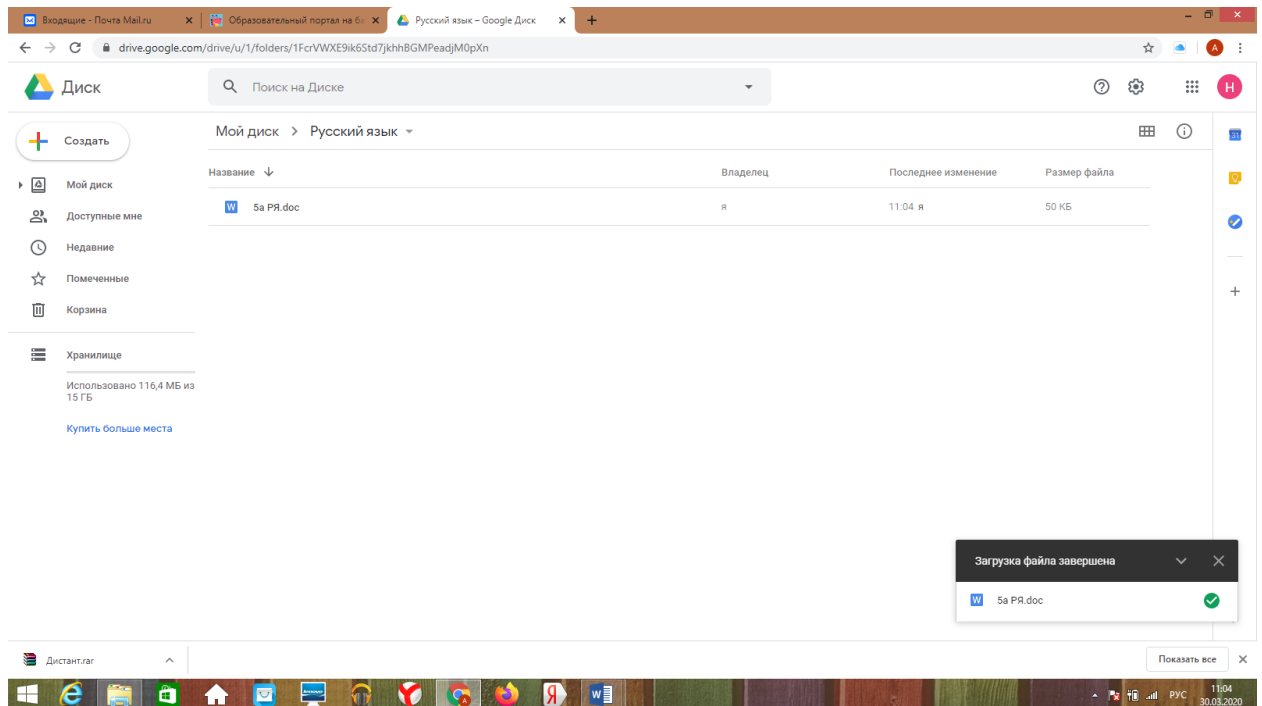 Входящие - Почта Mail.ru
Образовательный портал на б
Русский язык – Google Диск
drive.google.com/drive/u/1/folders/1FcrVWXE9ik6Std7jkhhBGMPeadjM0pXn
A
Диск
Поиск на Диске
H
Создать
Мой диск > Русский язык
31
Название
Владелец
Последнее изменение
Размер файла
Мой диск
W 5а РЯ.doc
я
11:04 я
50 КБ
Доступные мне
Недавние
Помеченные
Корзина
Хранилище
Использовано 116,4 МБ из
15 ГБ
Купить больше места
Загрузка файла завершена
W 5а РЯ.doc
Дистант.rar
Показать все
РУС
11:04
30.03.2020